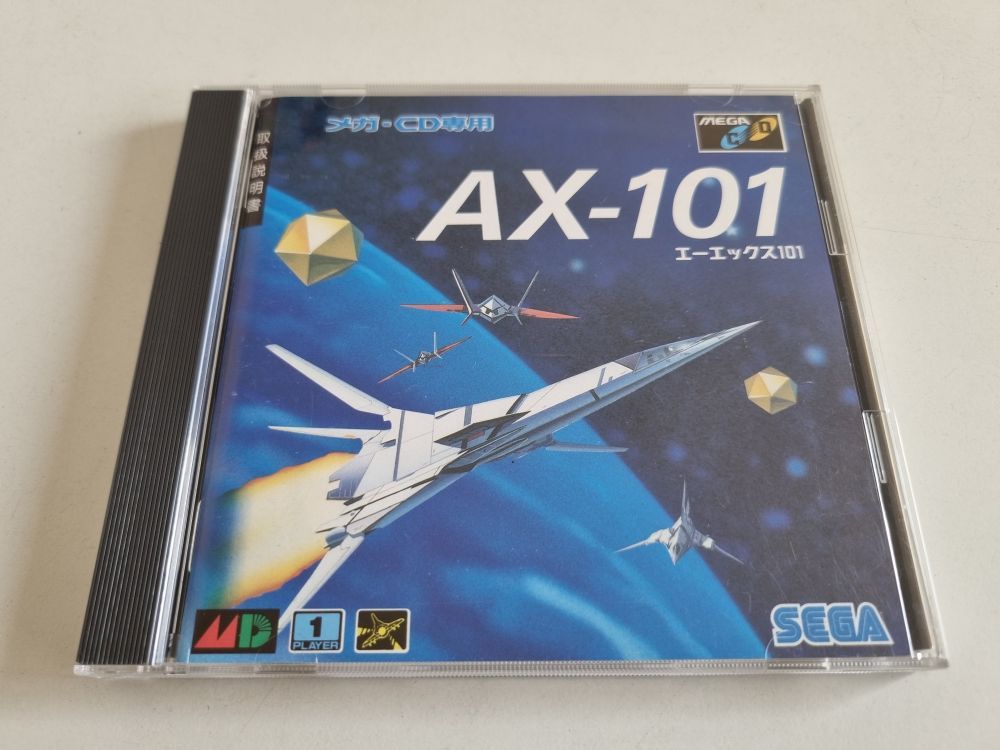 取扱説明書
メガ-CD専用
MEGA
CD
AX-101
エーエックス101
MD
1
PLAYER
SEGA